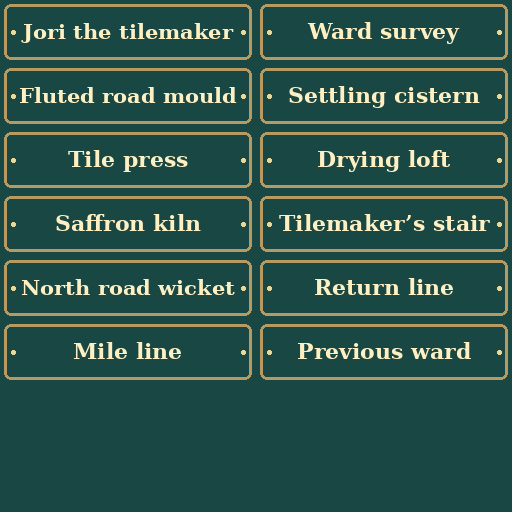 Jori the tilemaker
Ward survey
Fluted road mould
Settling cistern
Tile press
Drying loft
Saffron kiln
Tilemaker’s stair
North road wicket
Return line
Mile line
Previous ward